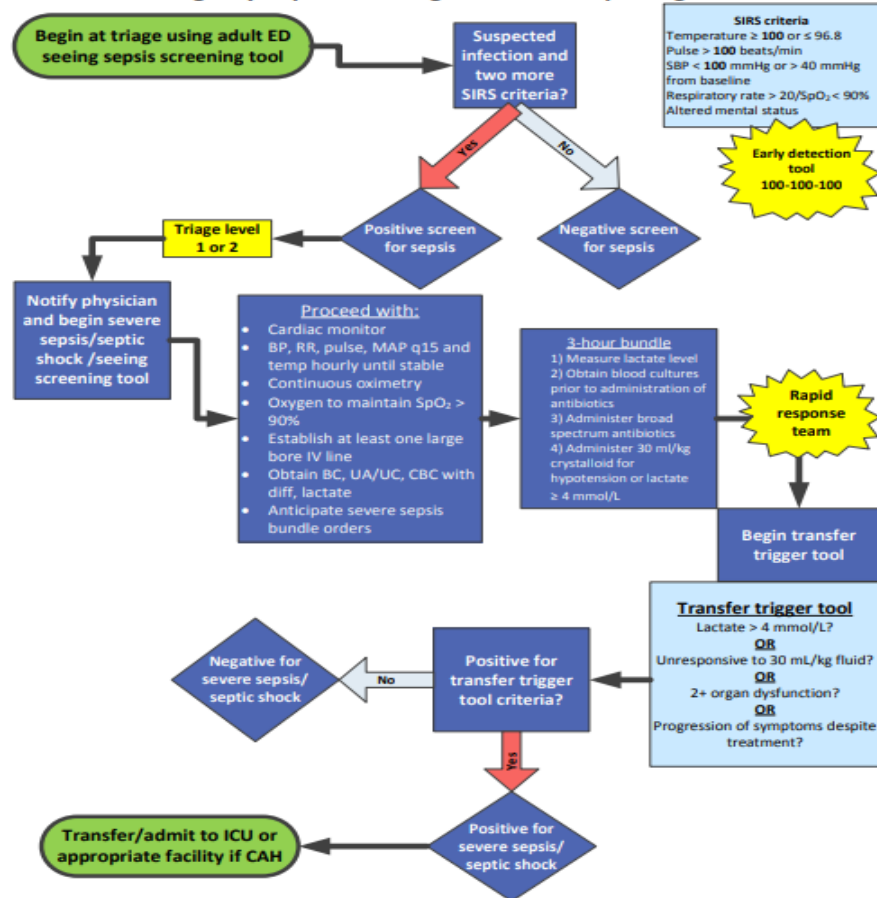 Begin at triage using adult ED
seeing sepsis screening tool
Suspected
infection and
two more
SIRS criteria?
SIRS criteria
Temperature ≥ 100 or ≤ 96.8
Pulse > 100 beats/min
SBP < 100 mmHg or > 40 mmHg
from baseline
Respiratory rate > 20/SpO₂ < 90%
Altered mental status
Early detection
tool
100-100-100
Yes
No
Positive screen
for sepsis
Negative screen
for sepsis
Triage level
1 or 2
Notify physician
and begin severe
sepsis/septic
shock /seeing
screening tool
Proceed with:
• Cardiac monitor
• BP, RR, pulse, MAP q15 and
temp hourly until stable
• Continuous oximetry
• Oxygen to maintain SpO₂ >
90%
• Establish at least one large
bore IV line
• Obtain BC, UA/UC, CBC with
diff, lactate
• Anticipate severe sepsis
bundle orders
3-hour bundle
1) Measure lactate level
2) Obtain blood cultures
prior to administration of
antibiotics
3) Administer broad
spectrum antibiotics
4) Administer 30 ml/kg
crystalloid for
hypotension or lactate
≥ 4 mmol/L
Rapid
response
team
Begin transfer
trigger tool
Transfer trigger tool
Lactate > 4 mmol/L?
OR
Unresponsive to 30 mL/kg fluid?
OR
2+ organ dysfunction?
OR
Progression of symptoms despite
treatment?
Positive for
transfer trigger
tool criteria?
No
Negative for
severe sepsis/
septic shock
Yes
Positive for
severe sepsis/
septic shock
Transfer/admit to ICU or
appropriate facility if CAH